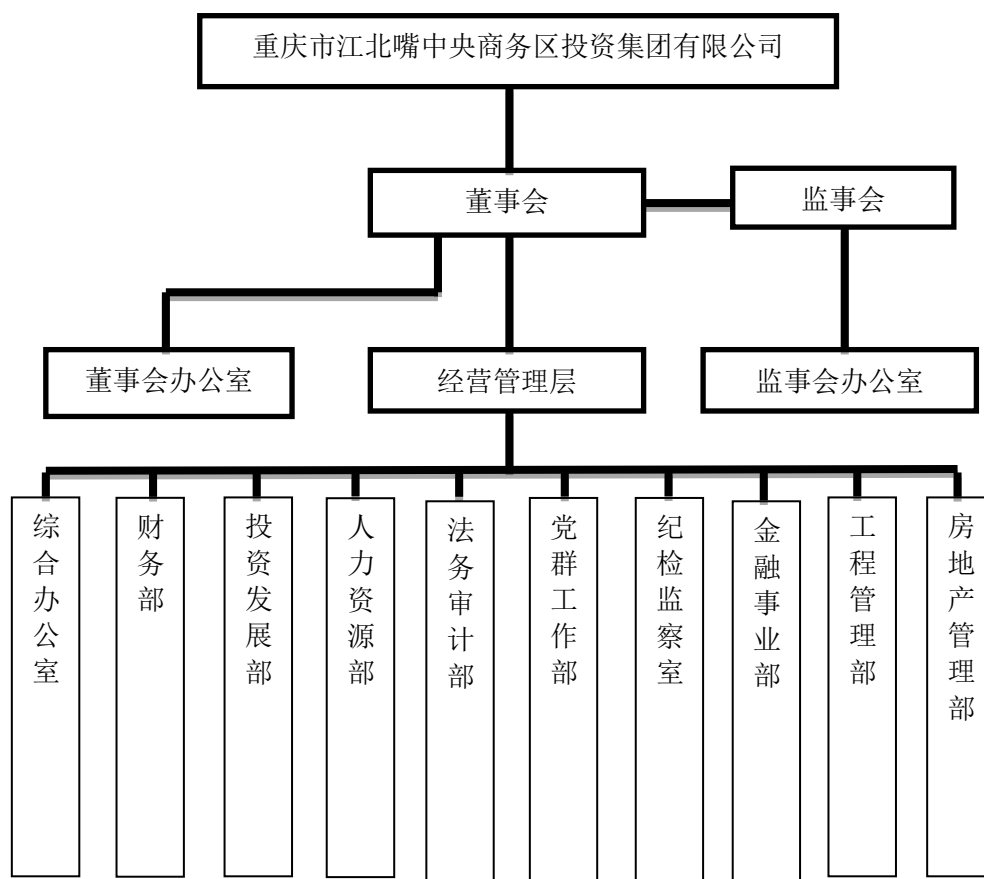 重庆市江北嘴中央商务区投资集团有限公司
董事会
监事会
董事会办公室
经营管理层
监事会办公室
综合办公室
财务部
投资发展部
人力资源部
法务审计部
党群工作部
纪检监察室
金融事业部
工程管理部
房地产管理部